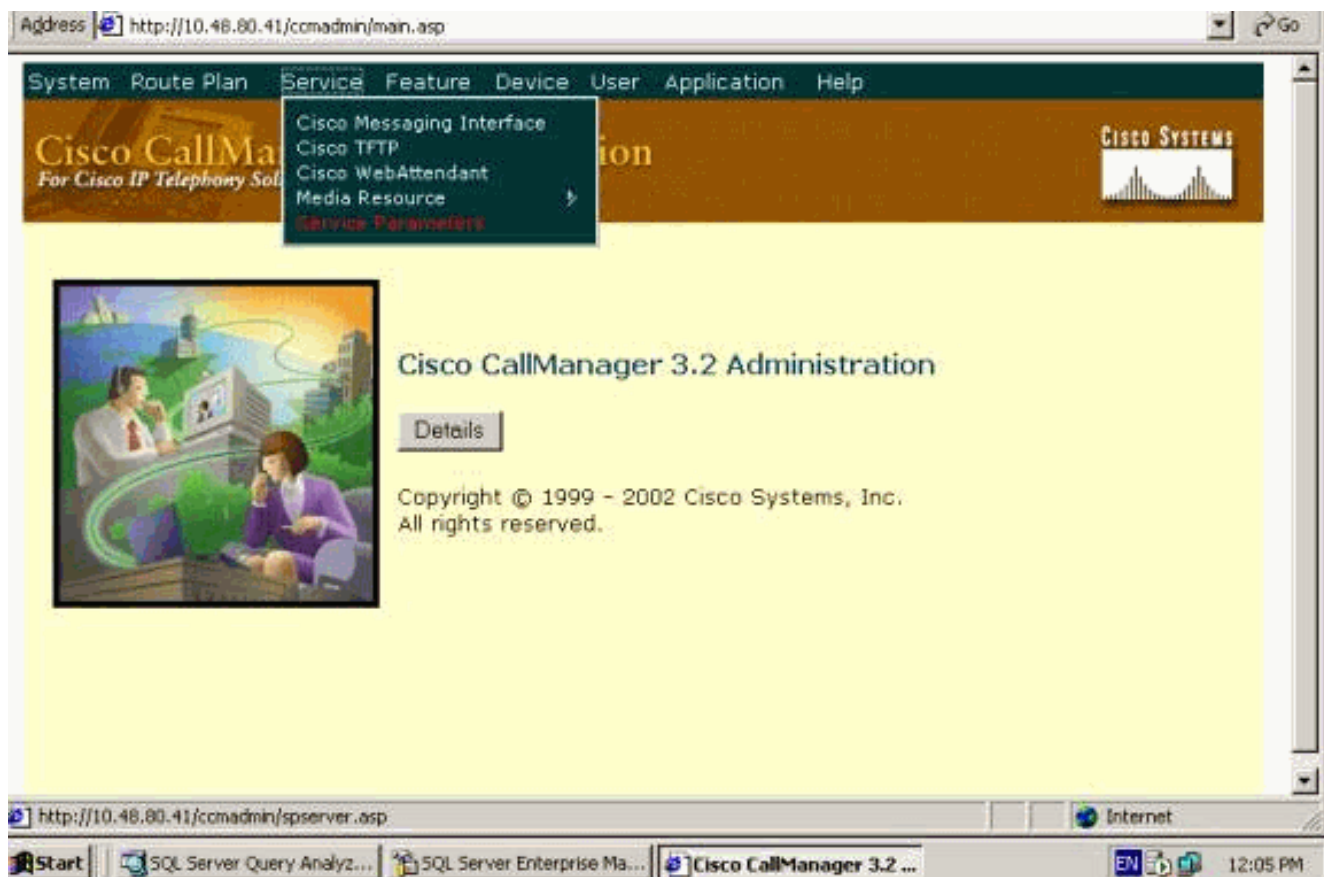 Address http://10.48.80.41/ccmadmin/main.asp Go
System Route Plan Service Feature Device User Application Help
Cisco Messaging Interface
Cisco TFTP
Cisco WebAttendant
Media Resource
Service Parameters
Cisco CallMa ion
For Cisco IP Telephony Sol
CISCO SYSTEMS
Cisco CallManager 3.2 Administration
Details
Copyright © 1999 - 2002 Cisco Systems, Inc.
All rights reserved.
http://10.48.80.41/ccmadmin/spserver.asp Internet
Start SQL Server Query Analyz... SQL Server Enterprise Ma... Cisco CallManager 3.2 ... EN 12:05 PM